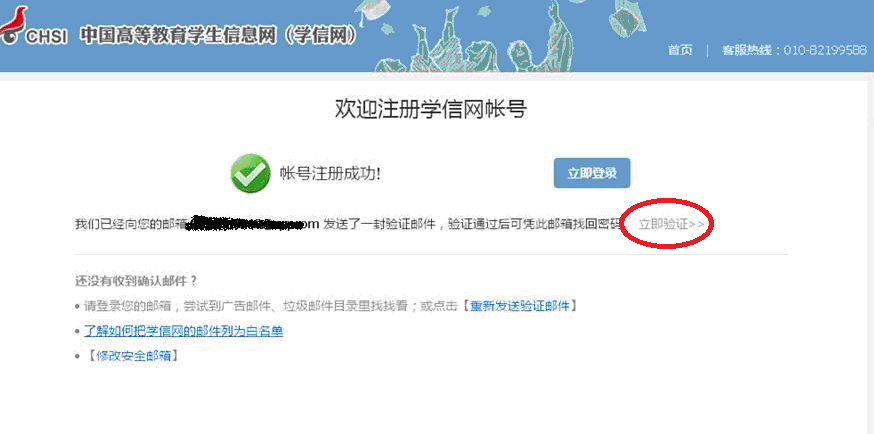 CHSI 中国高等教育学生信息网（学信网）
首页 | 客服热线：010-82199588
欢迎注册学信网帐号
帐号注册成功!
立即登录
我们已经向您的邮箱 om 发送了一封验证邮件，验证通过后可凭此邮箱找回密码 立即验证>>
还没有收到确认邮件？
• 请登录您的邮箱，尝试到广告邮件、垃圾邮件目录里找找看；或点击【重新发送验证邮件】
• 了解如何把学信网的邮件列为白名单
• 【修改安全邮箱】